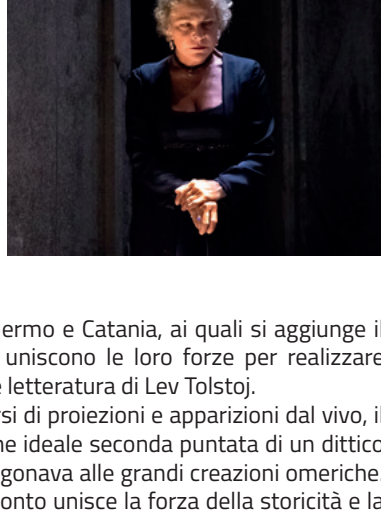 ermo e Catania, ai quali si aggiunge il
uniscono le loro forze per realizzare
letteratura di Lev Tolstoj.
si di proiezioni e apparizioni dal vivo, il
ne ideale seconda puntata di un dittico
gonava alle grandi creazioni omeriche.
onto unisce la forza della storicità e la